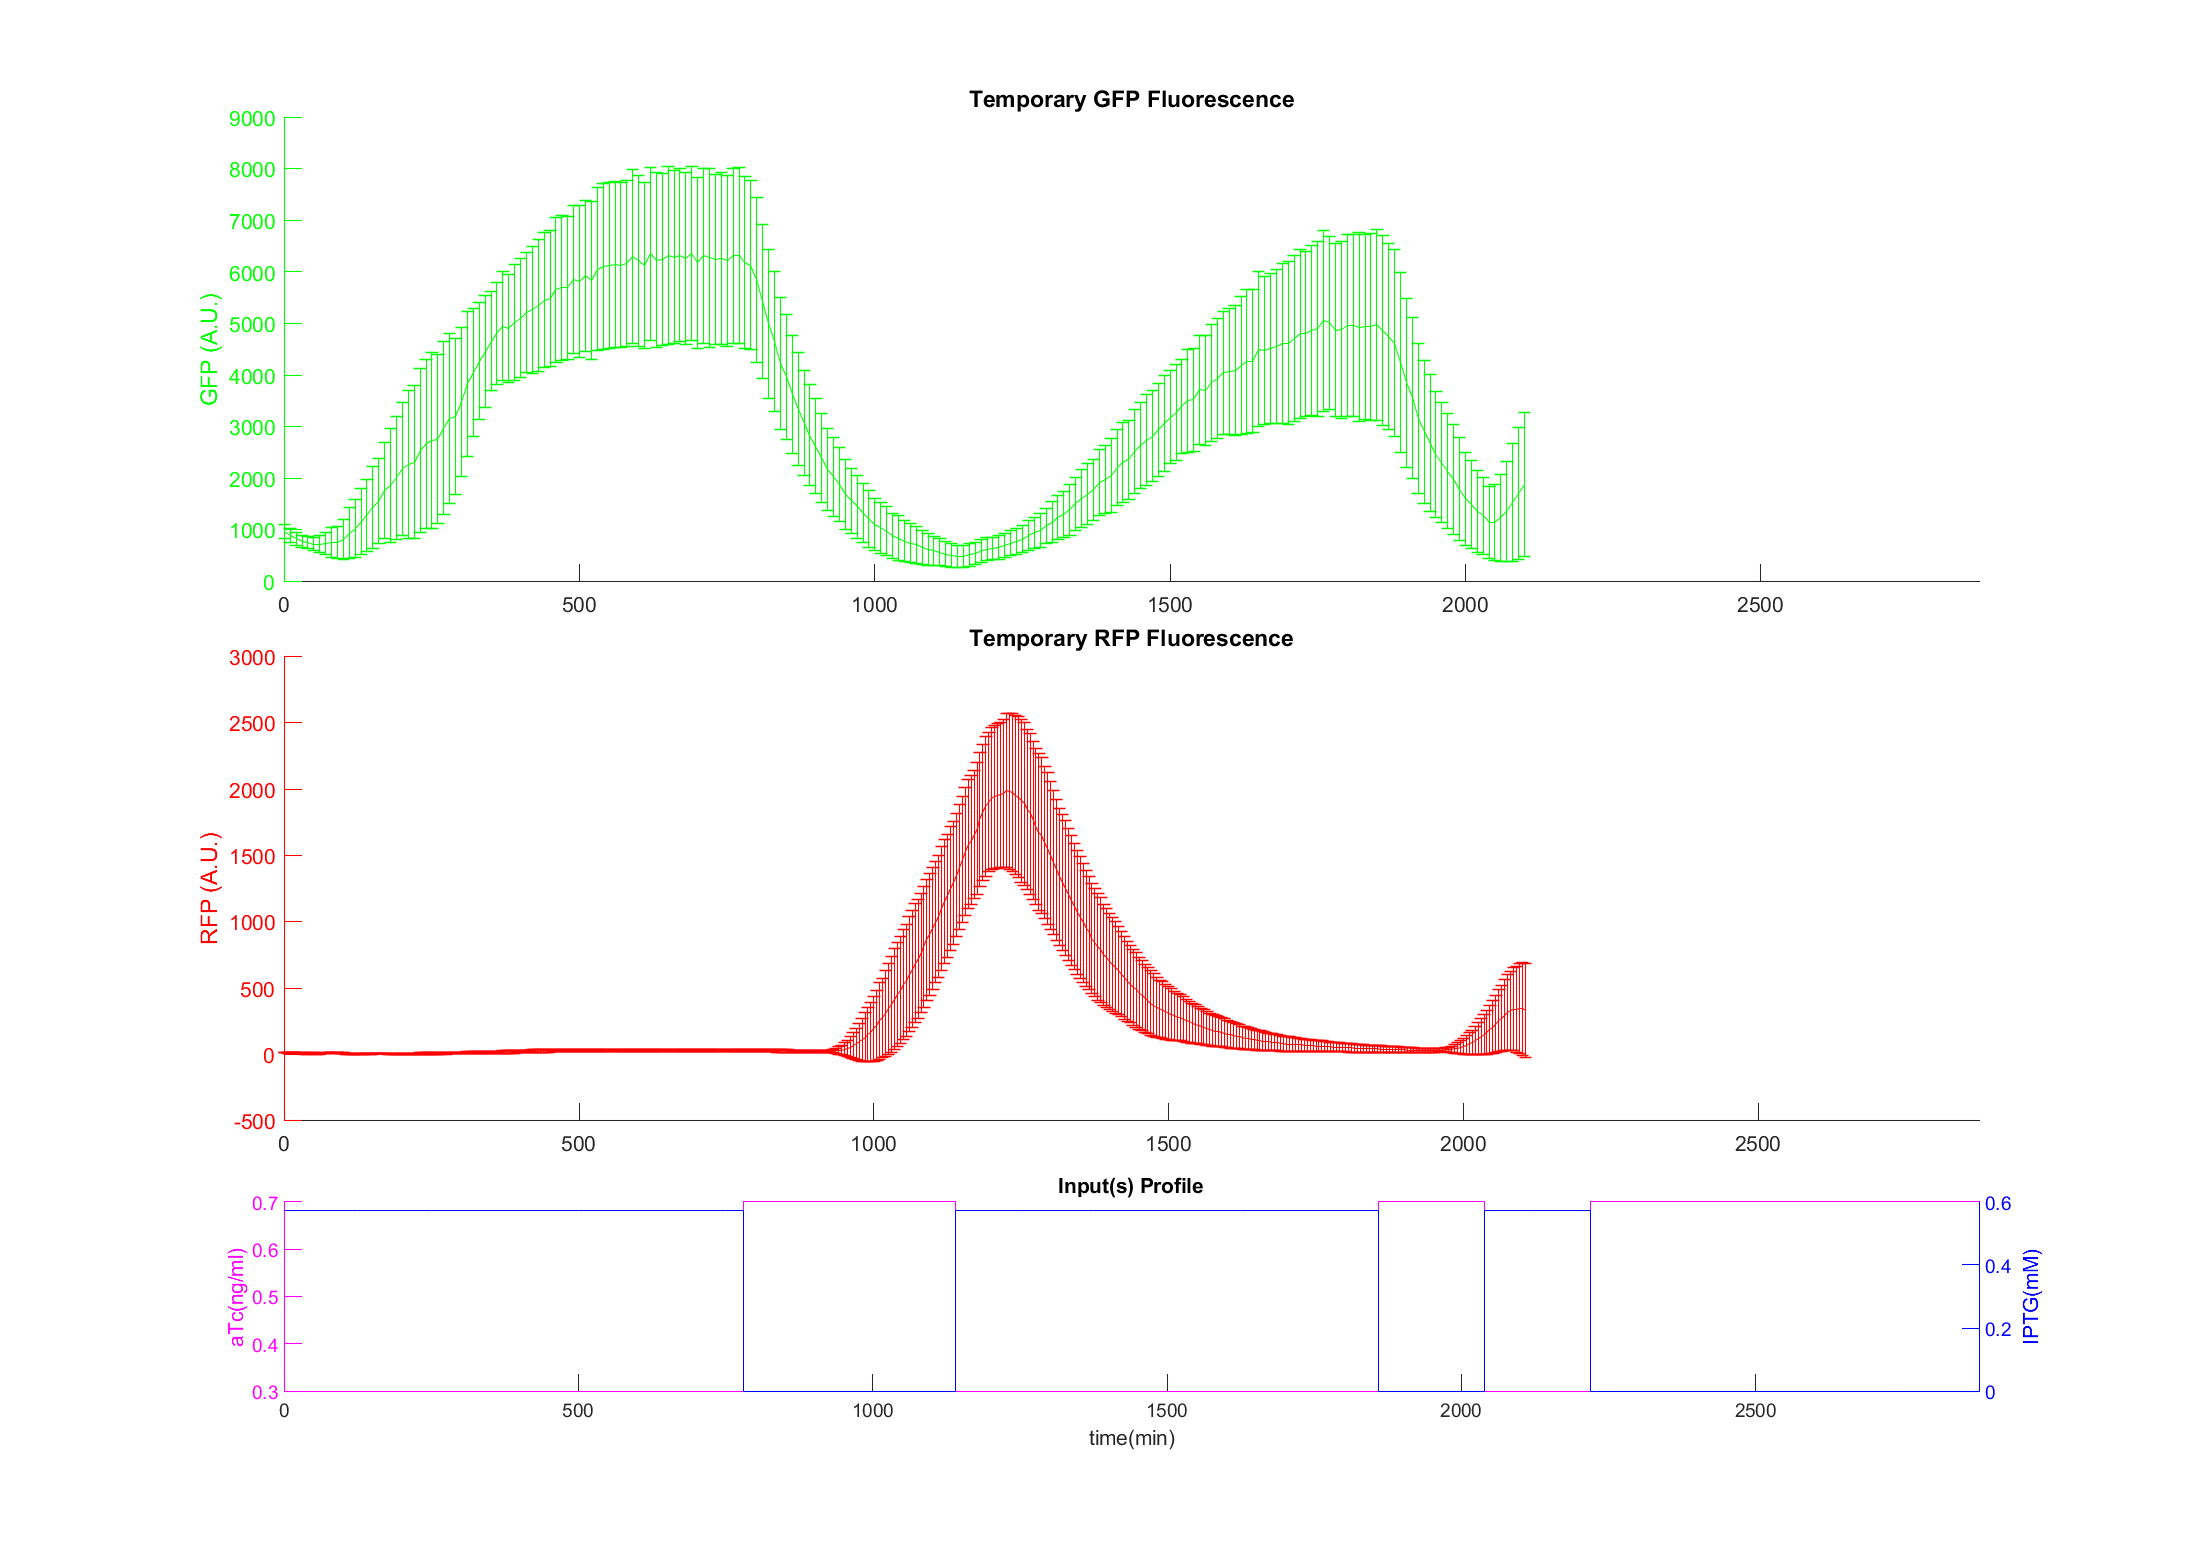 Temporary GFP Fluorescence
9000
8000
7000
6000
5000
4000
3000
2000
1000
0
GFP (A.U.)
0 500 1000 1500 2000 2500
Temporary RFP Fluorescence
3000
2500
2000
1500
1000
500
0
-500
RFP (A.U.)
0 500 1000 1500 2000 2500
Input(s) Profile
0.7
0.6
0.5
0.4
0.3
aTc(ng/ml)
0.6
0.4
0.2
0
IPTG(mM)
0 500 1000 1500 2000 2500
time(min)